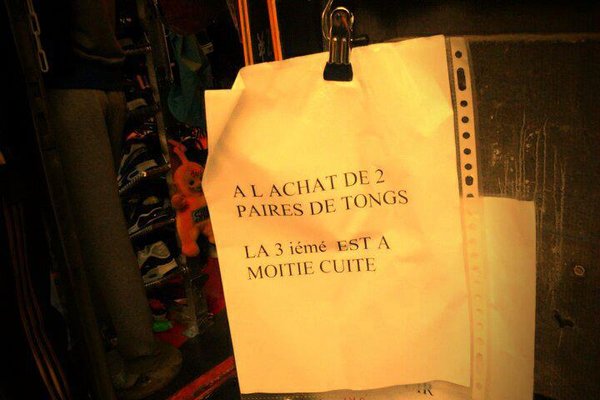 A L ACHAT DE 2
PAIRES DE TONGS
LA 3 iémé EST A
MOITIE CUITE